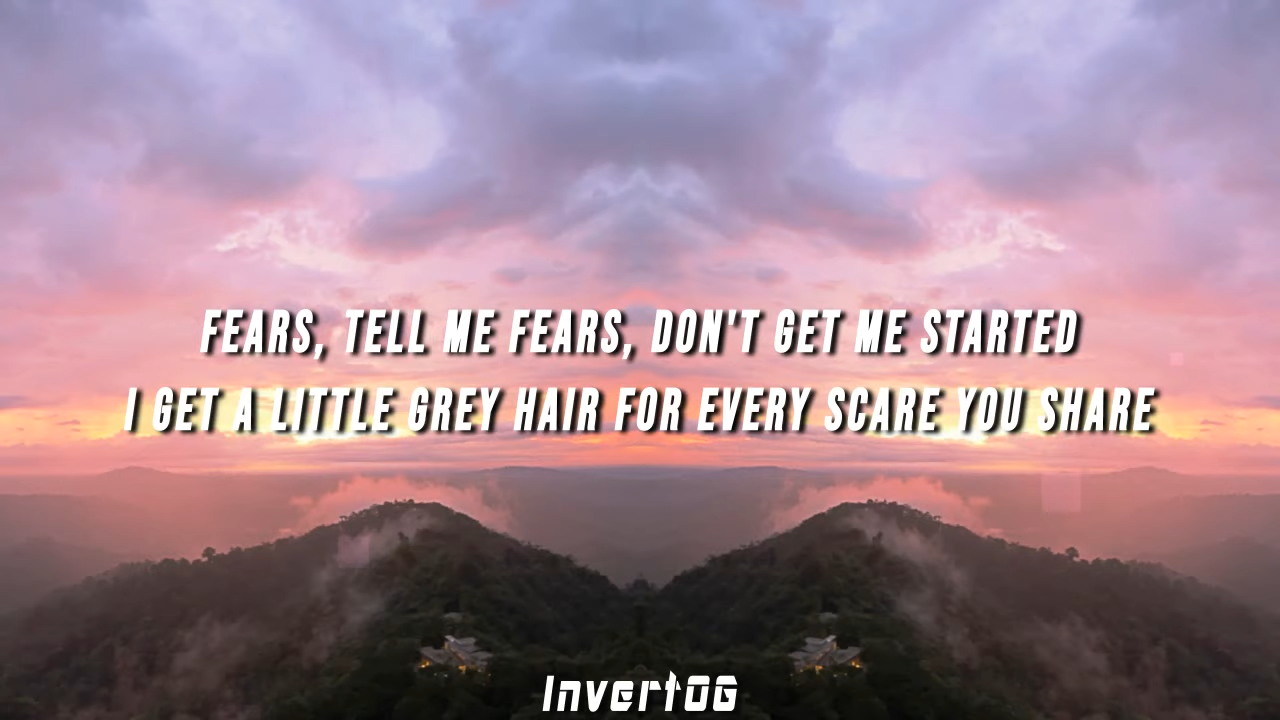 FEARS, TELL ME FEARS, DON'T GET ME STARTED
I GET A LITTLE GREY HAIR FOR EVERY SCARE YOU SHARE
InvertOG